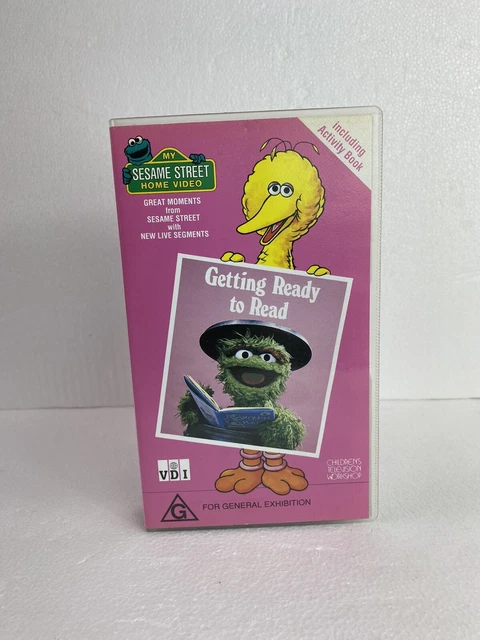 including
Activity Book
MY
SESAME STREET
HOME VIDEO
GREAT MOMENTS
from
SESAME STREET
with
NEW LIVE SEGMENTS
Getting Ready
to Read
VDI
CHILDREN'S
TELEVISION
WORKSHOP
G FOR GENERAL EXHIBITION